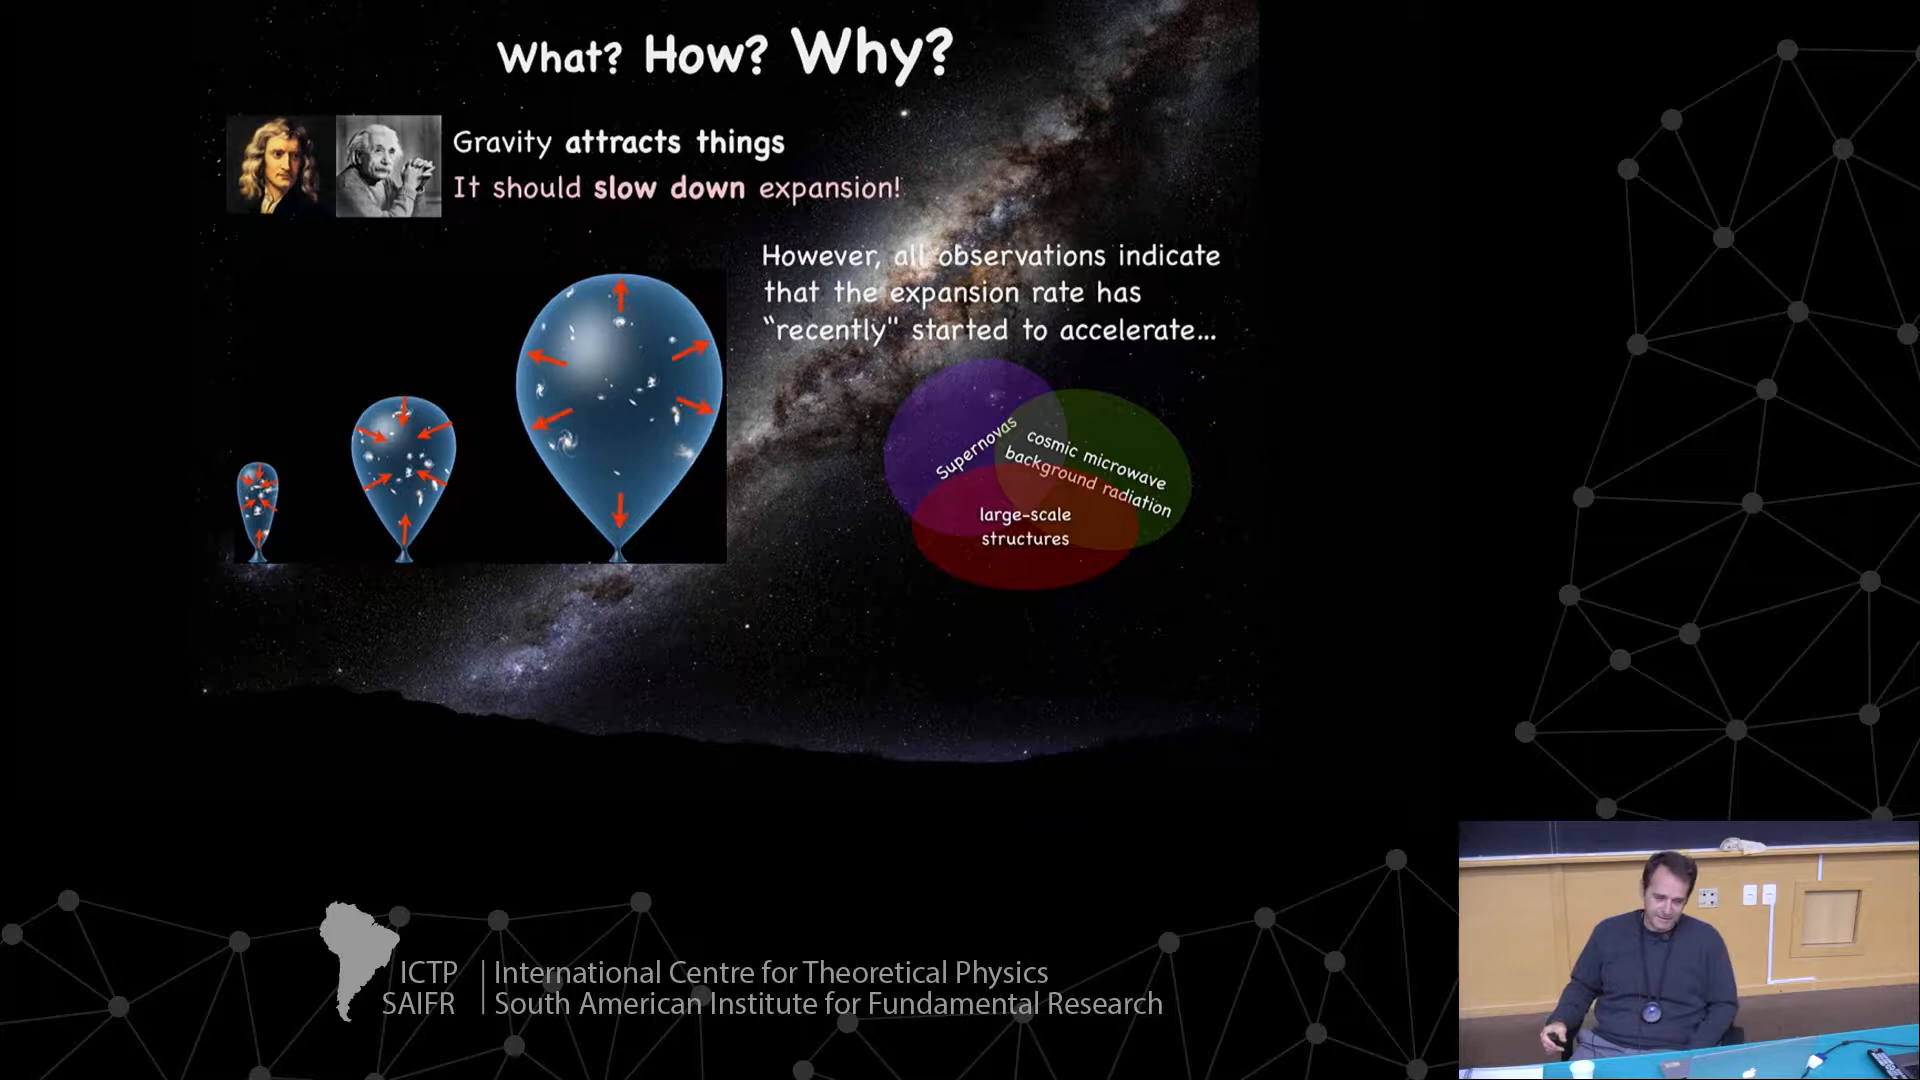 What? How? Why?
Gravity attracts things
It should slow down expansion!
However, all observations indicate
that the expansion rate has
“recently" started to accelerate...
Supernovas
cosmic microwave
background radiation
large-scale
structures
ICTP
SAIFR
International Centre for Theoretical Physics
South American Institute for Fundamental Research